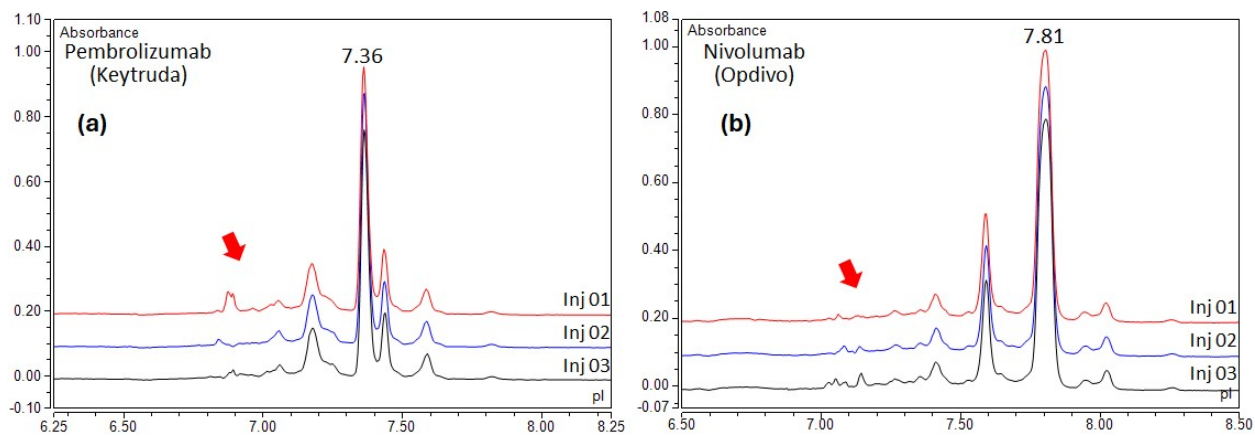 1.10
Absorbance
Pembrolizumab
(Keytruda)
7.36
1.00
0.80
(a)
0.60
0.40
0.20
Inj 01
Inj 02
Inj 03
0.00
pI
-0.10
6.25
6.50
7.00
7.50
8.00
8.25
1.08
Absorbance
Nivolumab
(Opdivo)
7.81
1.00
0.80
(b)
0.60
0.40
0.20
Inj 01
Inj 02
Inj 03
0.00
pI
-0.07
6.50
7.00
7.50
8.00
8.50